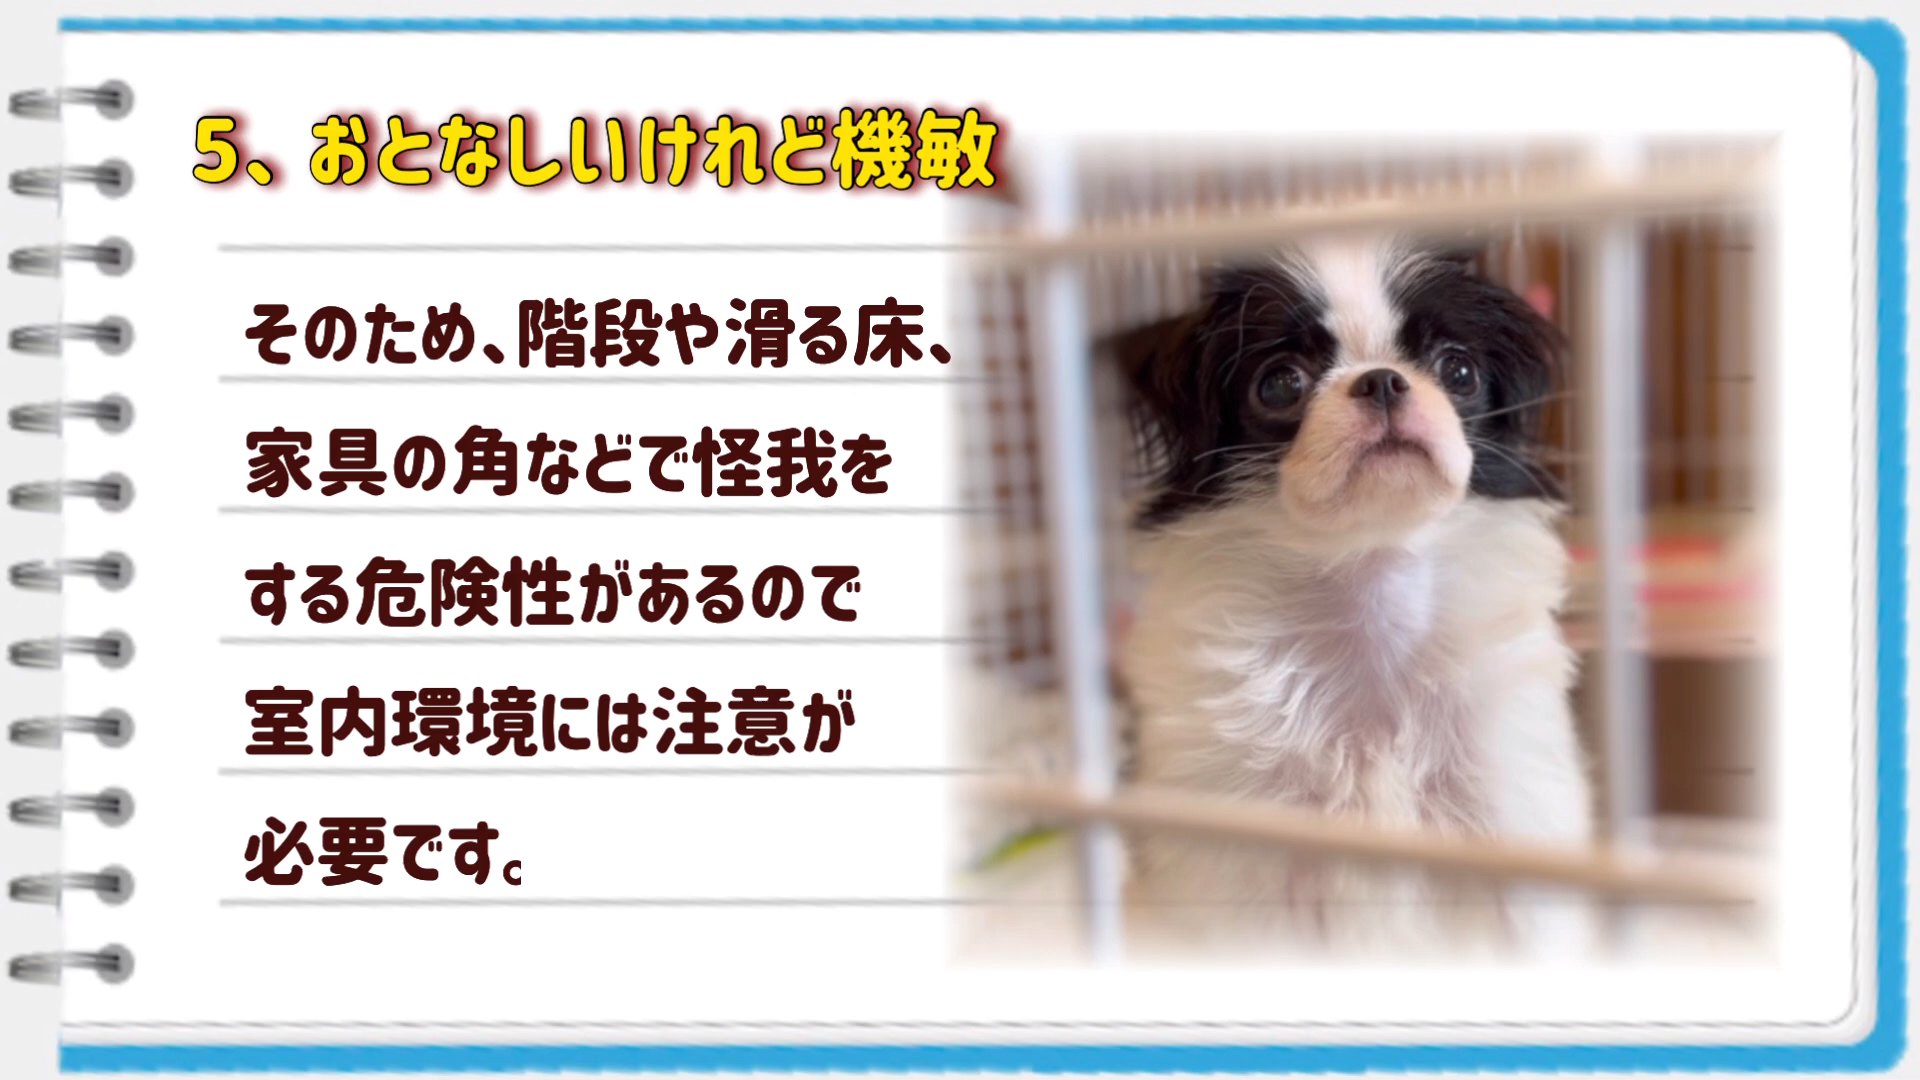 5、おとなしいけれど機敏
そのため、階段や滑る床、
家具の角などで怪我を
する危険性があるので
室内環境には注意が
必要です。